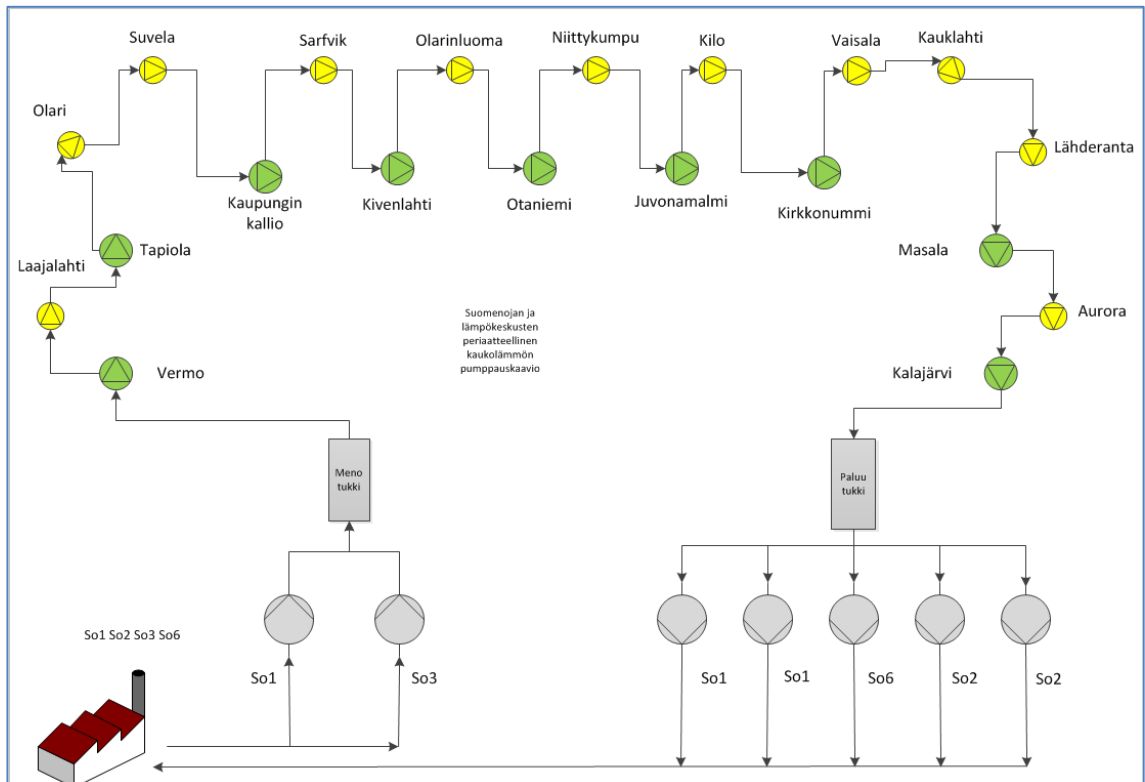 Suvela
Sarfvik
Olarinluoma
Niittykumpu
Kilo
Vaisala
Kauklahti
Olari
Lähderanta
Kaupungin
kallio
Kivenlahti
Otaniemi
Juvonamalmi
Kirkkonummi
Tapiola
Masala
Laajalahti
Aurora
Suomenojan ja
lämpökeskusten
periaatteellinen
kaukolämmön
pumppauskaavio
Vermo
Kalajärvi
Meno
tukki
Paluu
tukki
So1 So2 So3 So6
So1
So3
So1
So1
So6
So2
So2